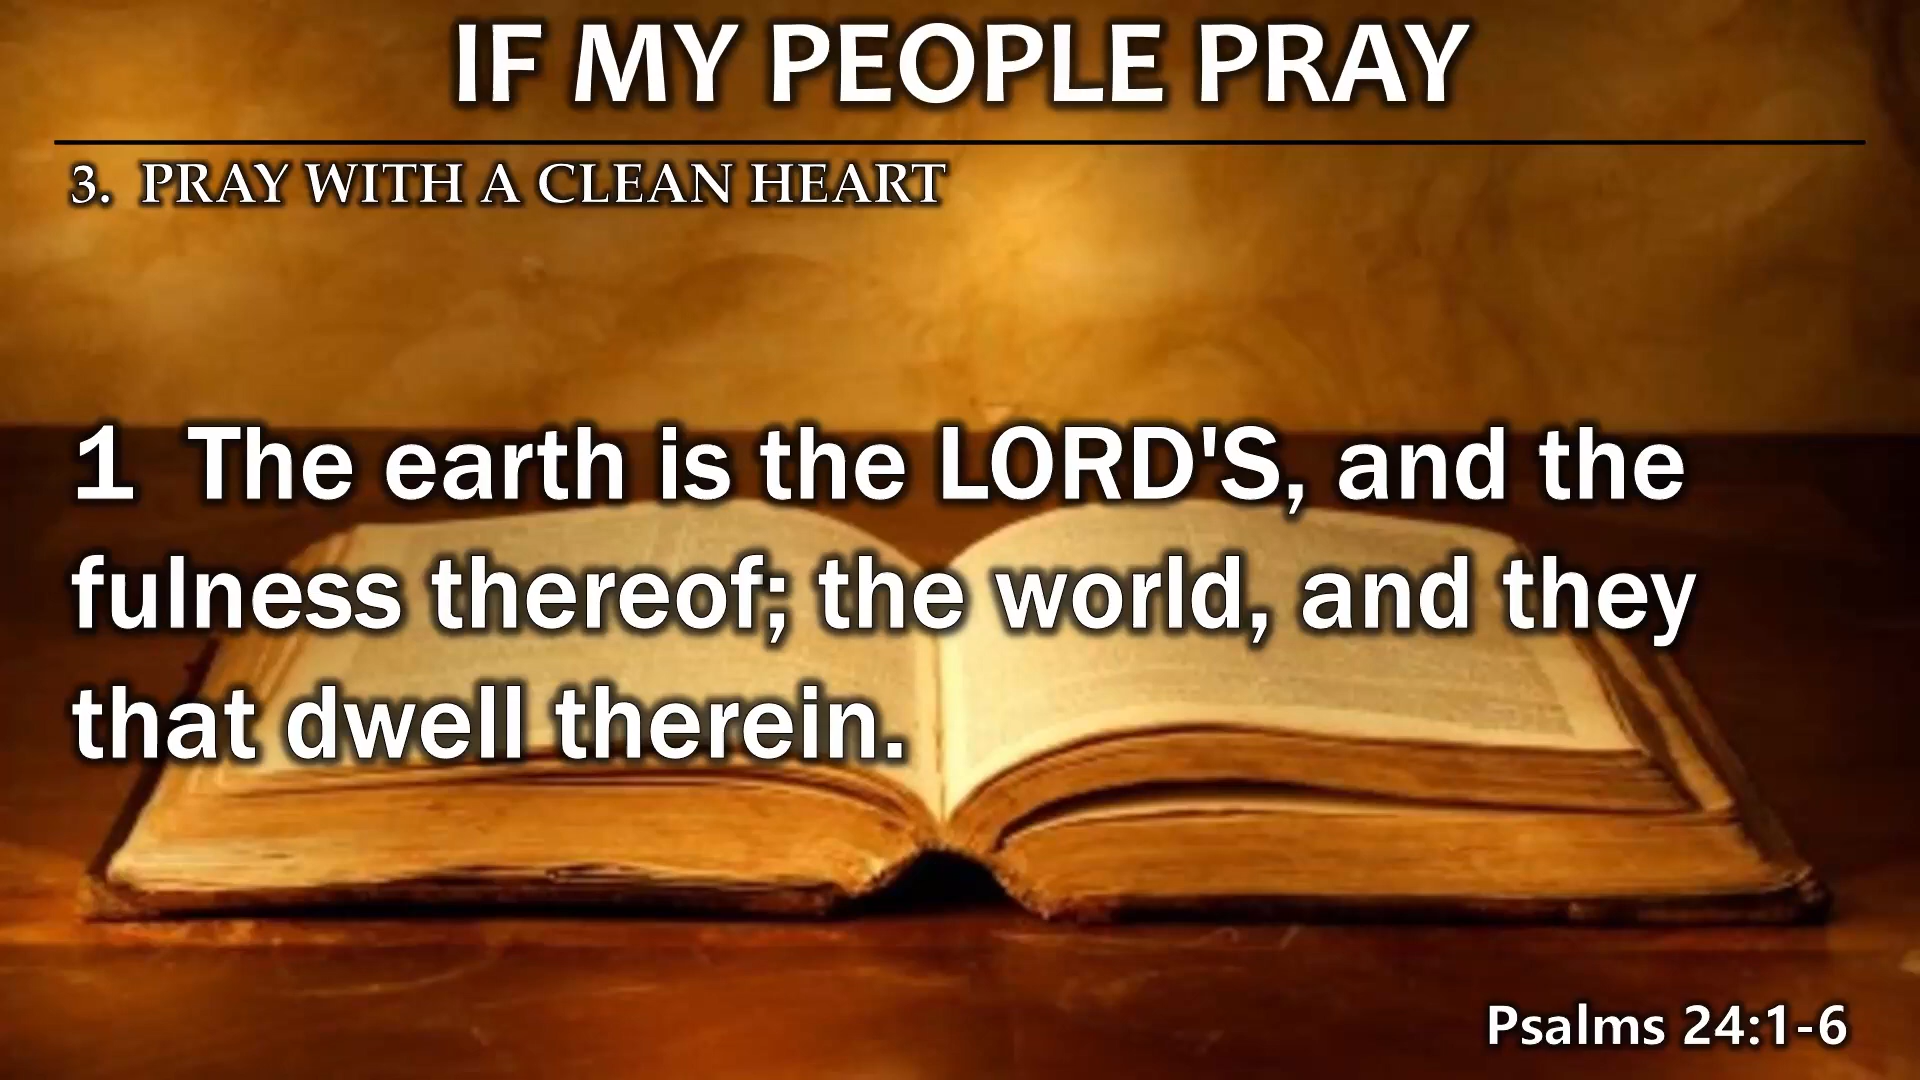 IF MY PEOPLE PRAY
3. PRAY WITH A CLEAN HEART
1 The earth is the LORD'S, and the
fulness thereof; the world, and they
that dwell therein.
Psalms 24:1-6